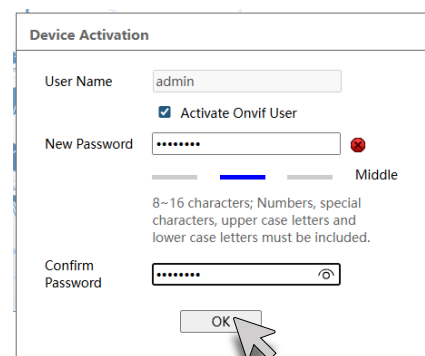 Device Activation
User Name admin
Activate Onvif User
New Password ••••••••
Middle
8~16 characters; Numbers, special
characters, upper case letters and
lower case letters must be included.
Confirm
Password ••••••••
OK